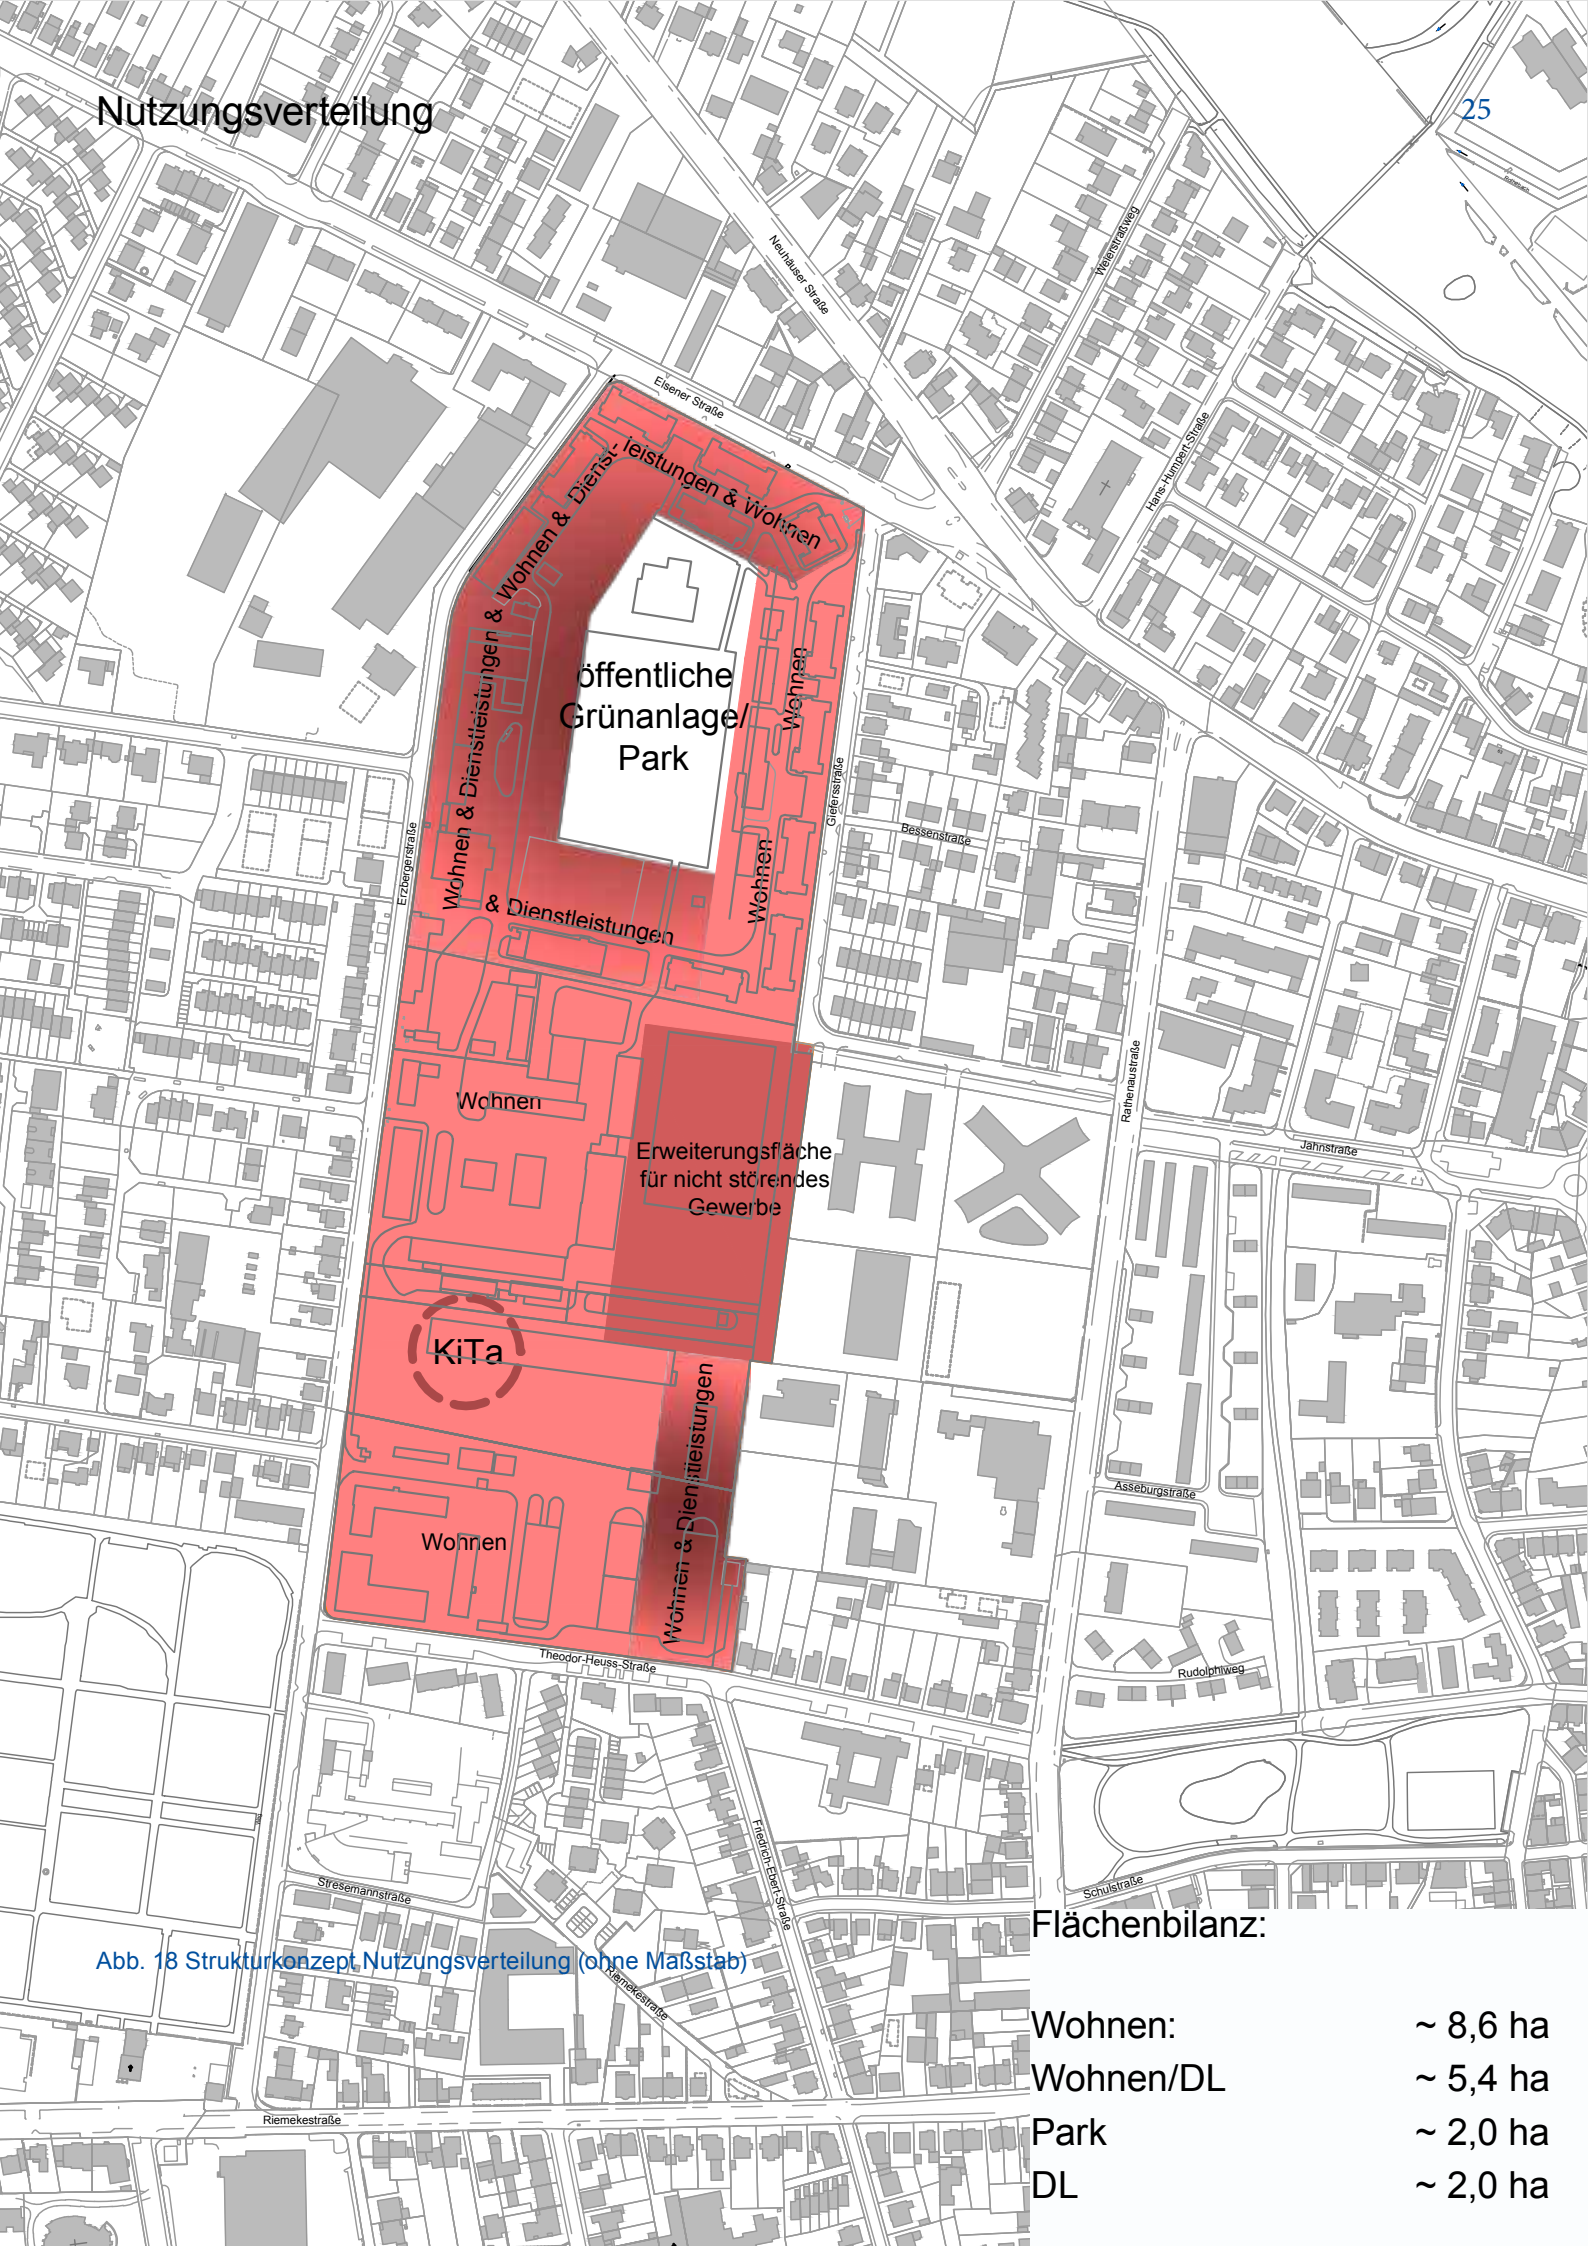 Nutzungsverteilung
25
Neuhäuser Straße
Weierstraßweg
Hans-Humpert-Straße
Elsener Straße
Wohnen & Dienstleistungen & Wohnen & Dienst-
leistungen & Wohnen
öffentliche
Grünanlage/
Park
Wohnen
Wohnen
& Dienstleistungen
Erzbergerstraße
Giefersstraße
Bessenstraße
Rathenaustraße
Jahnstraße
Wohnen
Erweiterungsfläche
für nicht störendes
Gewerbe
KiTa
Wohnen & Dienstleistungen
Wohnen
Asseburgstraße
Theodor-Heuss-Straße
Rudolphiweg
Friedrich-Ebert-Straße
Stresemannstraße
Schulstraße
Abb. 18 Strukturkonzept Nutzungsverteilung (ohne Maßstab)
Riemekestraße
Riemekestraße
Flächenbilanz:
Wohnen: ~ 8,6 ha
Wohnen/DL ~ 5,4 ha
Park ~ 2,0 ha
DL ~ 2,0 ha